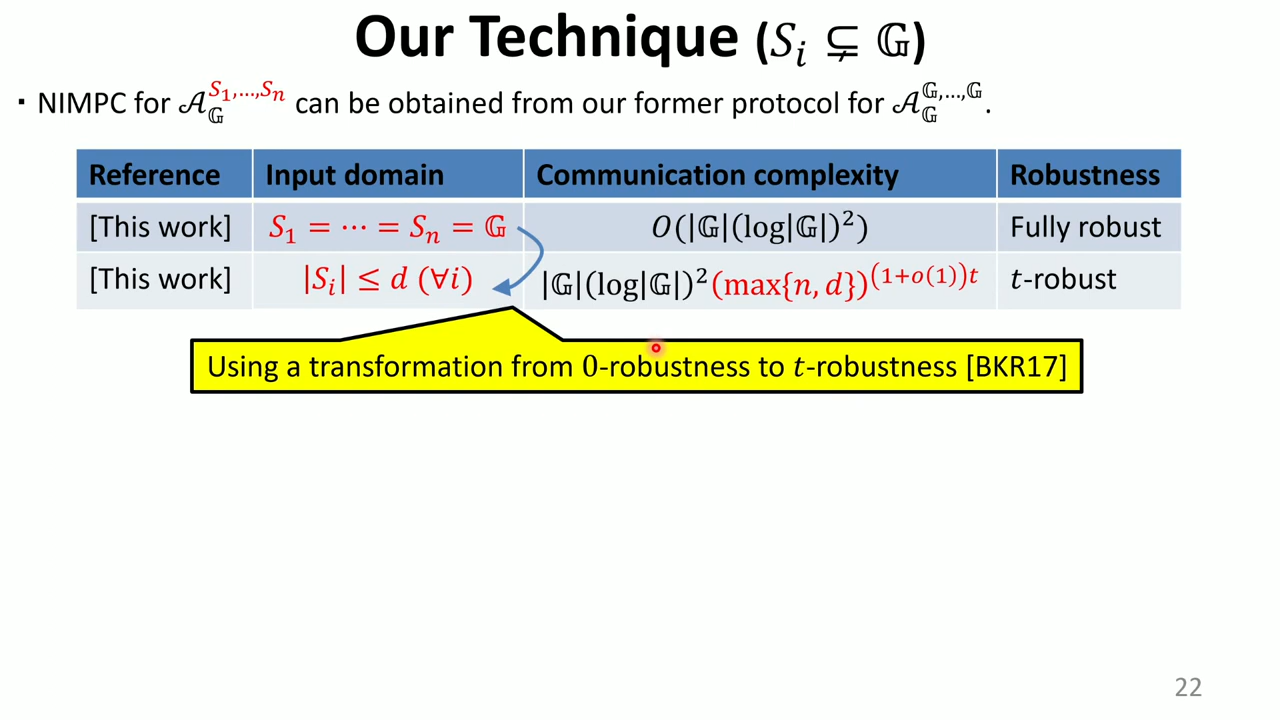 Our Technique (𝑆ᵢ ⊊ 𝔾)
・NIMPC for 𝒜_𝔾^{𝑆₁,…,𝑆ₙ} can be obtained from our former protocol for 𝒜_𝔾^{𝔾,…,𝔾}.
Reference Input domain Communication complexity Robustness
[This work] 𝑆₁ = ⋯ = 𝑆ₙ = 𝔾 𝑂(|𝔾|(log|𝔾|)²) Fully robust
[This work] |𝑆ᵢ| ≤ 𝑑 (∀𝑖) |𝔾|(log|𝔾|)²(max{𝑛, 𝑑})^{(1+𝑜(1))𝑡} 𝑡-robust
Using a transformation from 0-robustness to 𝑡-robustness [BKR17]
22